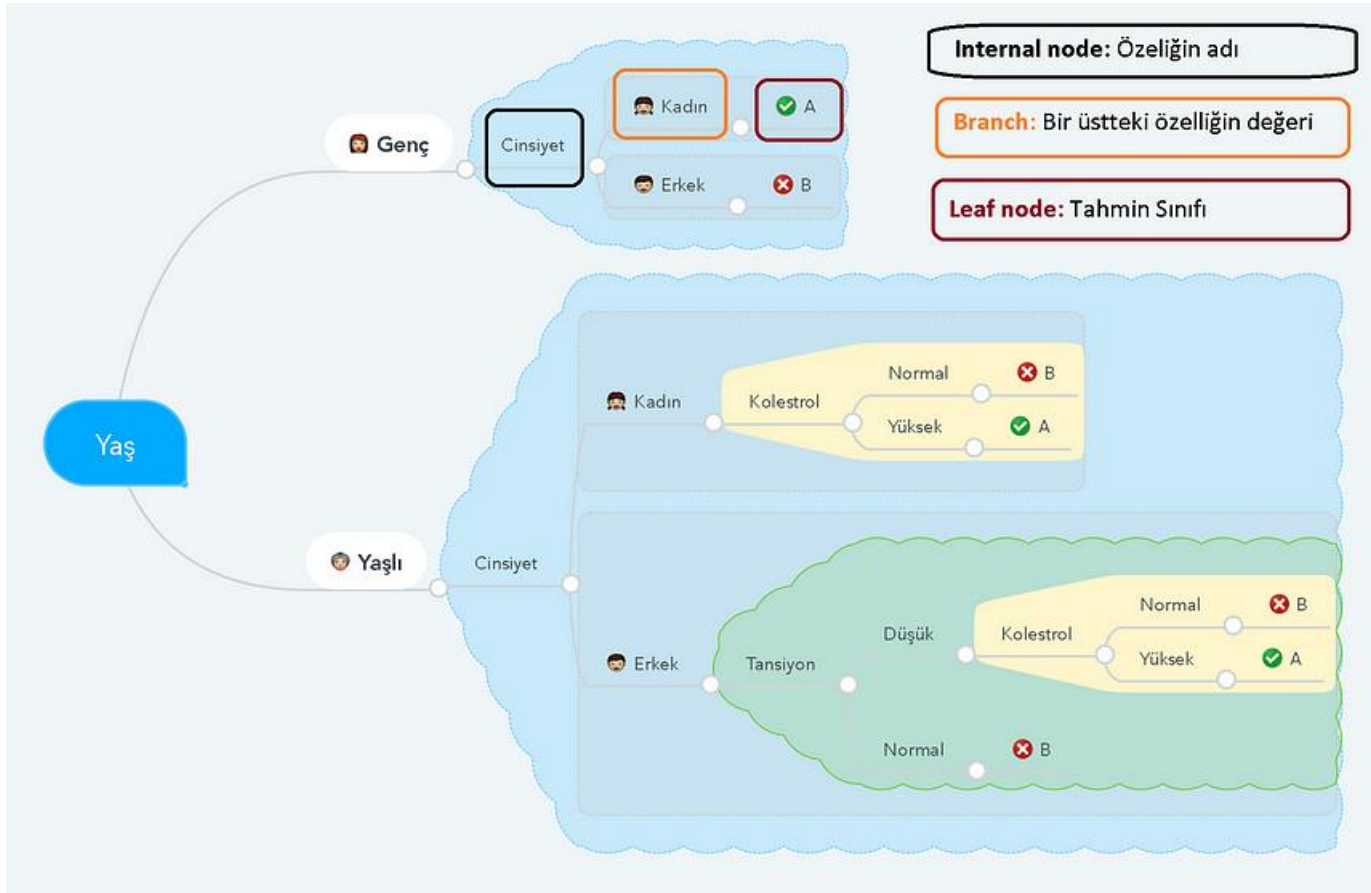 Internal node: Özeliğin adı
Branch: Bir üstteki özelliğin değeri
Leaf node: Tahmin Sınıfı
Yaş
Genç
Cinsiyet
Kadın
A
Erkek
B
Yaşlı
Cinsiyet
Kadın
Kolestrol
Normal
B
Yüksek
A
Erkek
Tansiyon
Düşük
Kolestrol
Normal
B
Yüksek
A
Normal
B